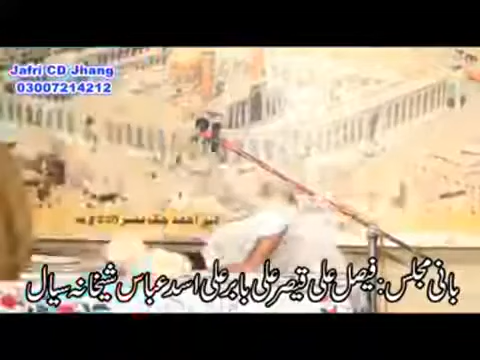 Jafri CD Jhang
03007214212
بانی مجلس: فیصل علی قیصر علی بابر علی اسد عباس شیخانہ سیال